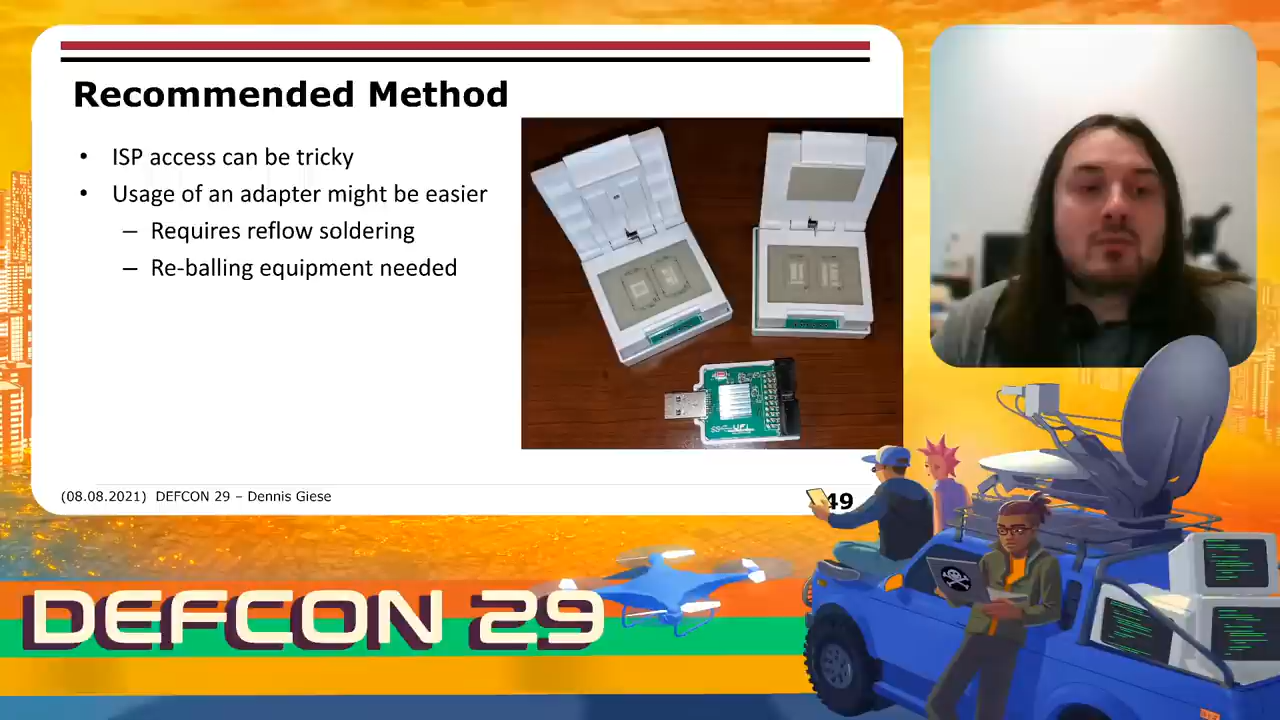 Recommended Method
• ISP access can be tricky
• Usage of an adapter might be easier
– Requires reflow soldering
– Re-balling equipment needed
UFI
(08.08.2021) DEFCON 29 – Dennis Giese
49
DEFCON 29